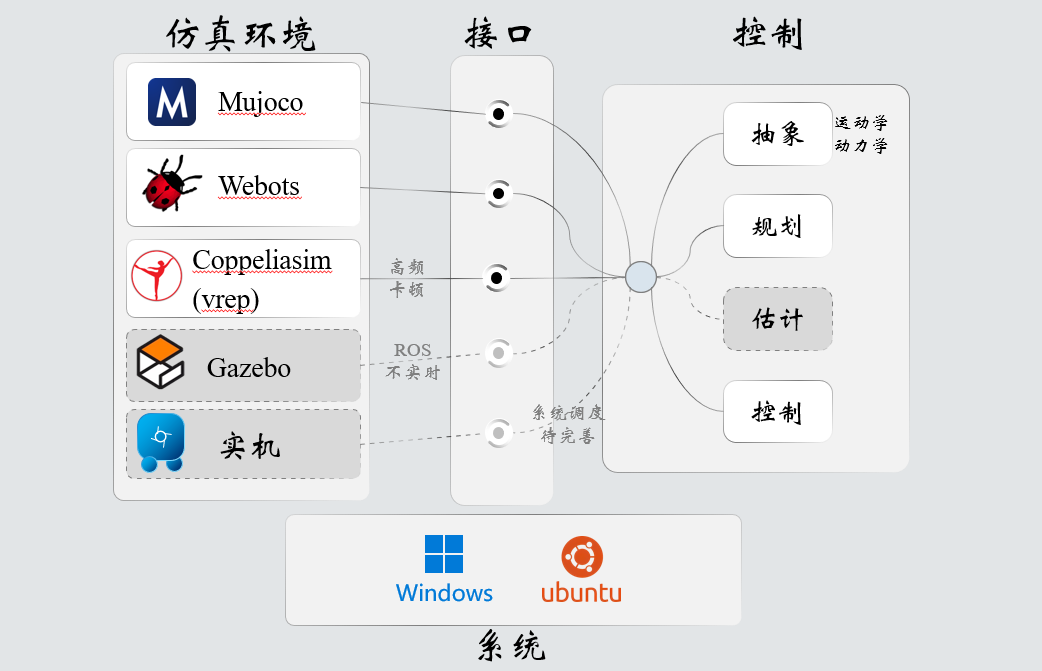 仿真环境
接口
控制
Mujoco
Webots
Coppeliasim
(vrep)
高频
卡顿
Gazebo
ROS
不实时
实机
系统调度
待完善
抽象
运动学
动力学
规划
估计
控制
Windows
ubuntu
系统